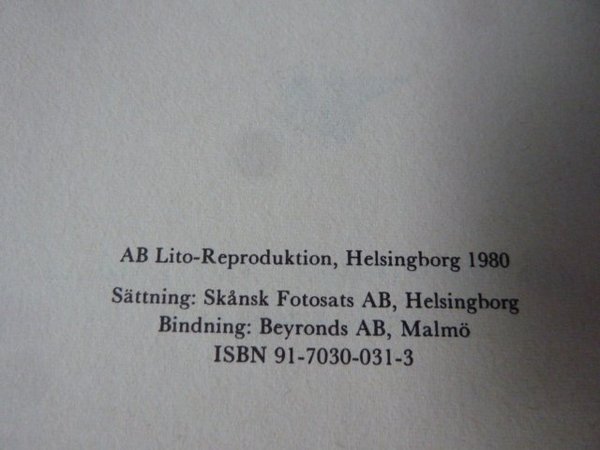 AB Lito-Reproduktion, Helsingborg 1980
Sättning: Skånsk Fotosats AB, Helsingborg
Bindning: Beyronds AB, Malmö
ISBN 91-7030-031-3